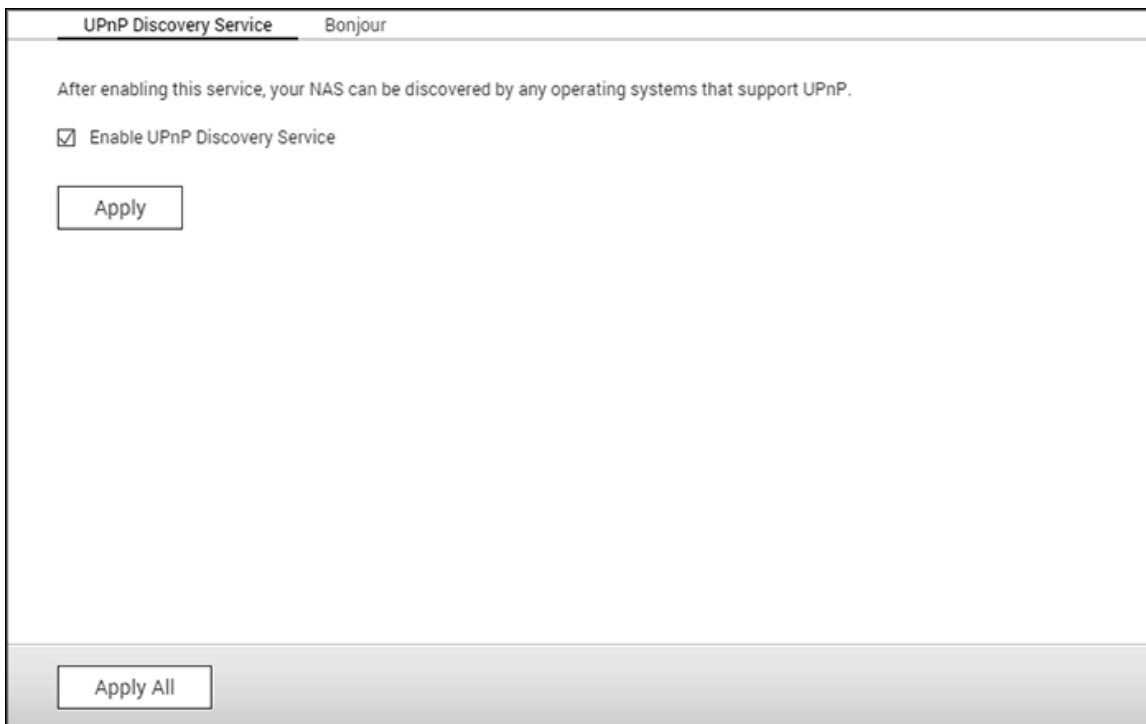 UPnP Discovery Service Bonjour
After enabling this service, your NAS can be discovered by any operating systems that support UPnP.
Enable UPnP Discovery Service
Apply
Apply All